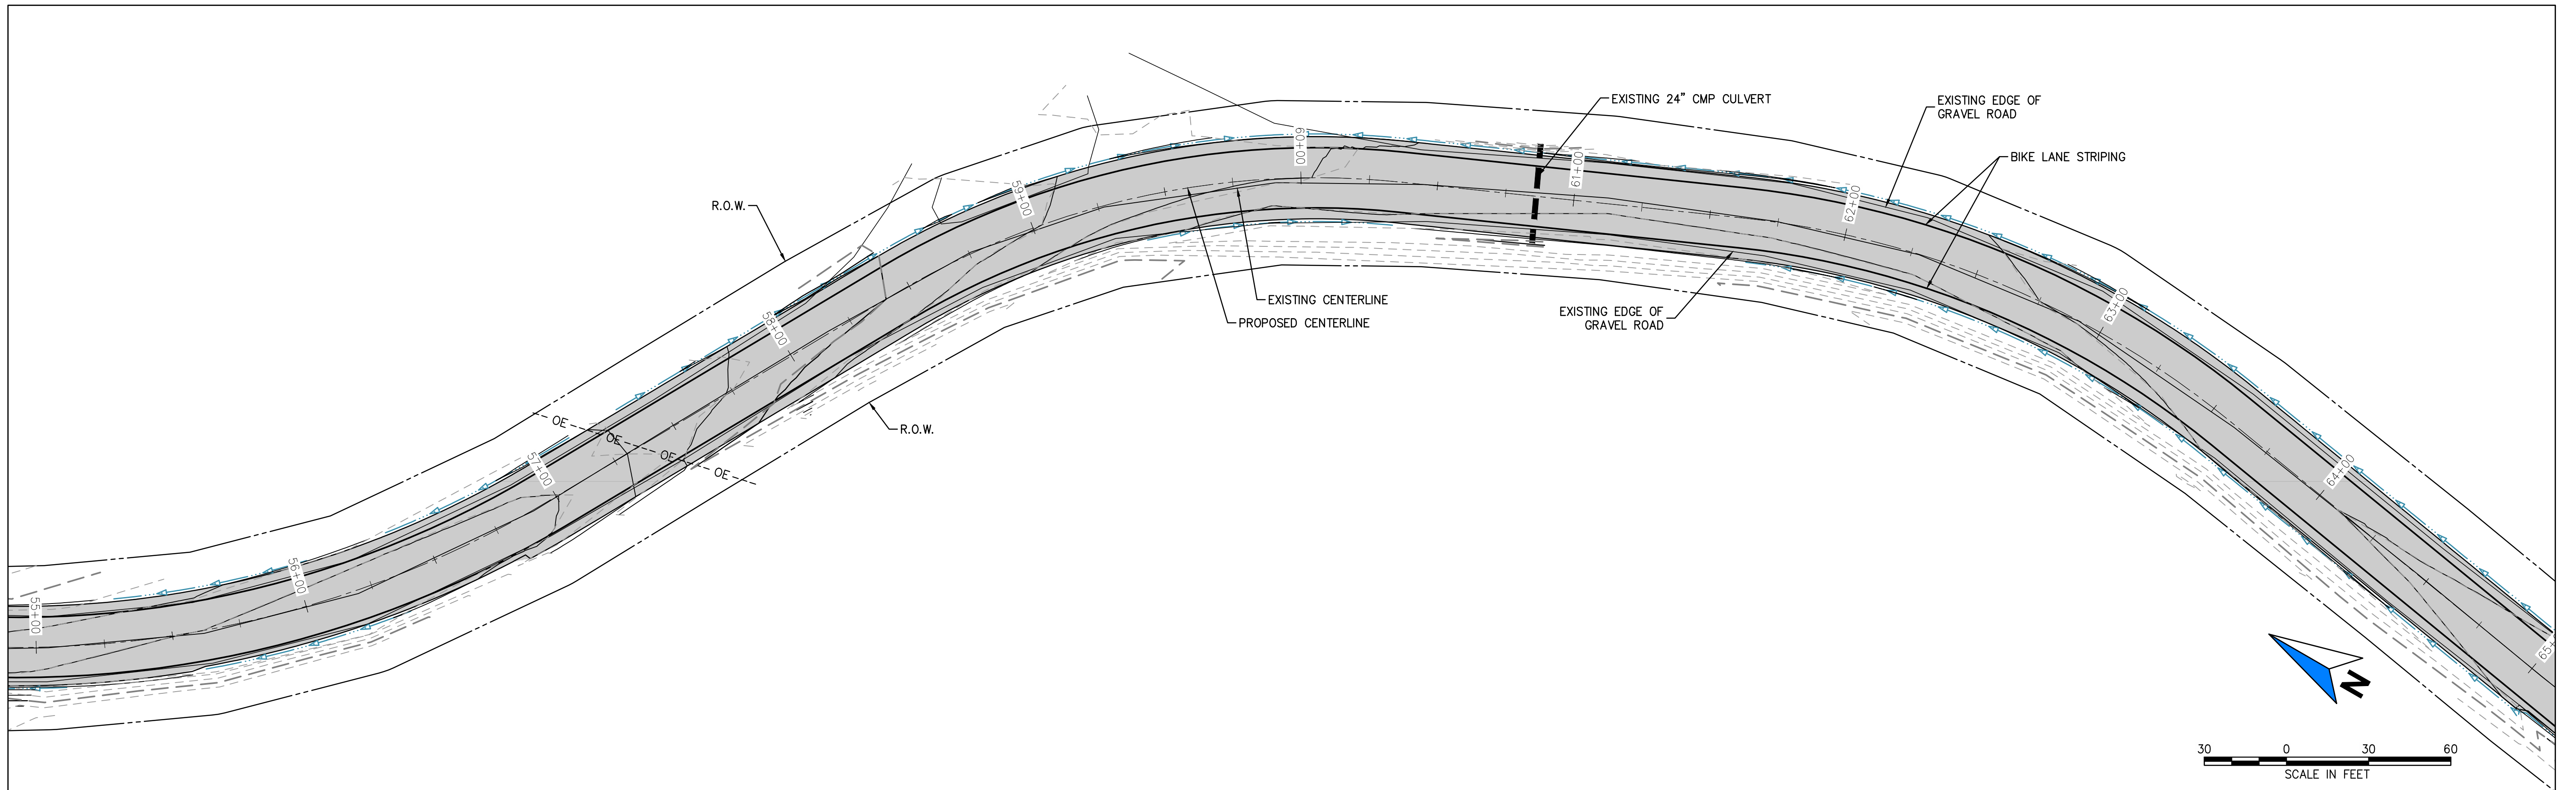 EXISTING 24" CMP CULVERT
EXISTING EDGE OF
GRAVEL ROAD
BIKE LANE STRIPING
R.O.W.
EXISTING CENTERLINE
PROPOSED CENTERLINE
EXISTING EDGE OF
GRAVEL ROAD
R.O.W.
OE
OE
OE
OE
55+00
56+00
57+00
58+00
59+00
60+00
61+00
62+00
63+00
64+00
65+
N
30 0 30 60
SCALE IN FEET